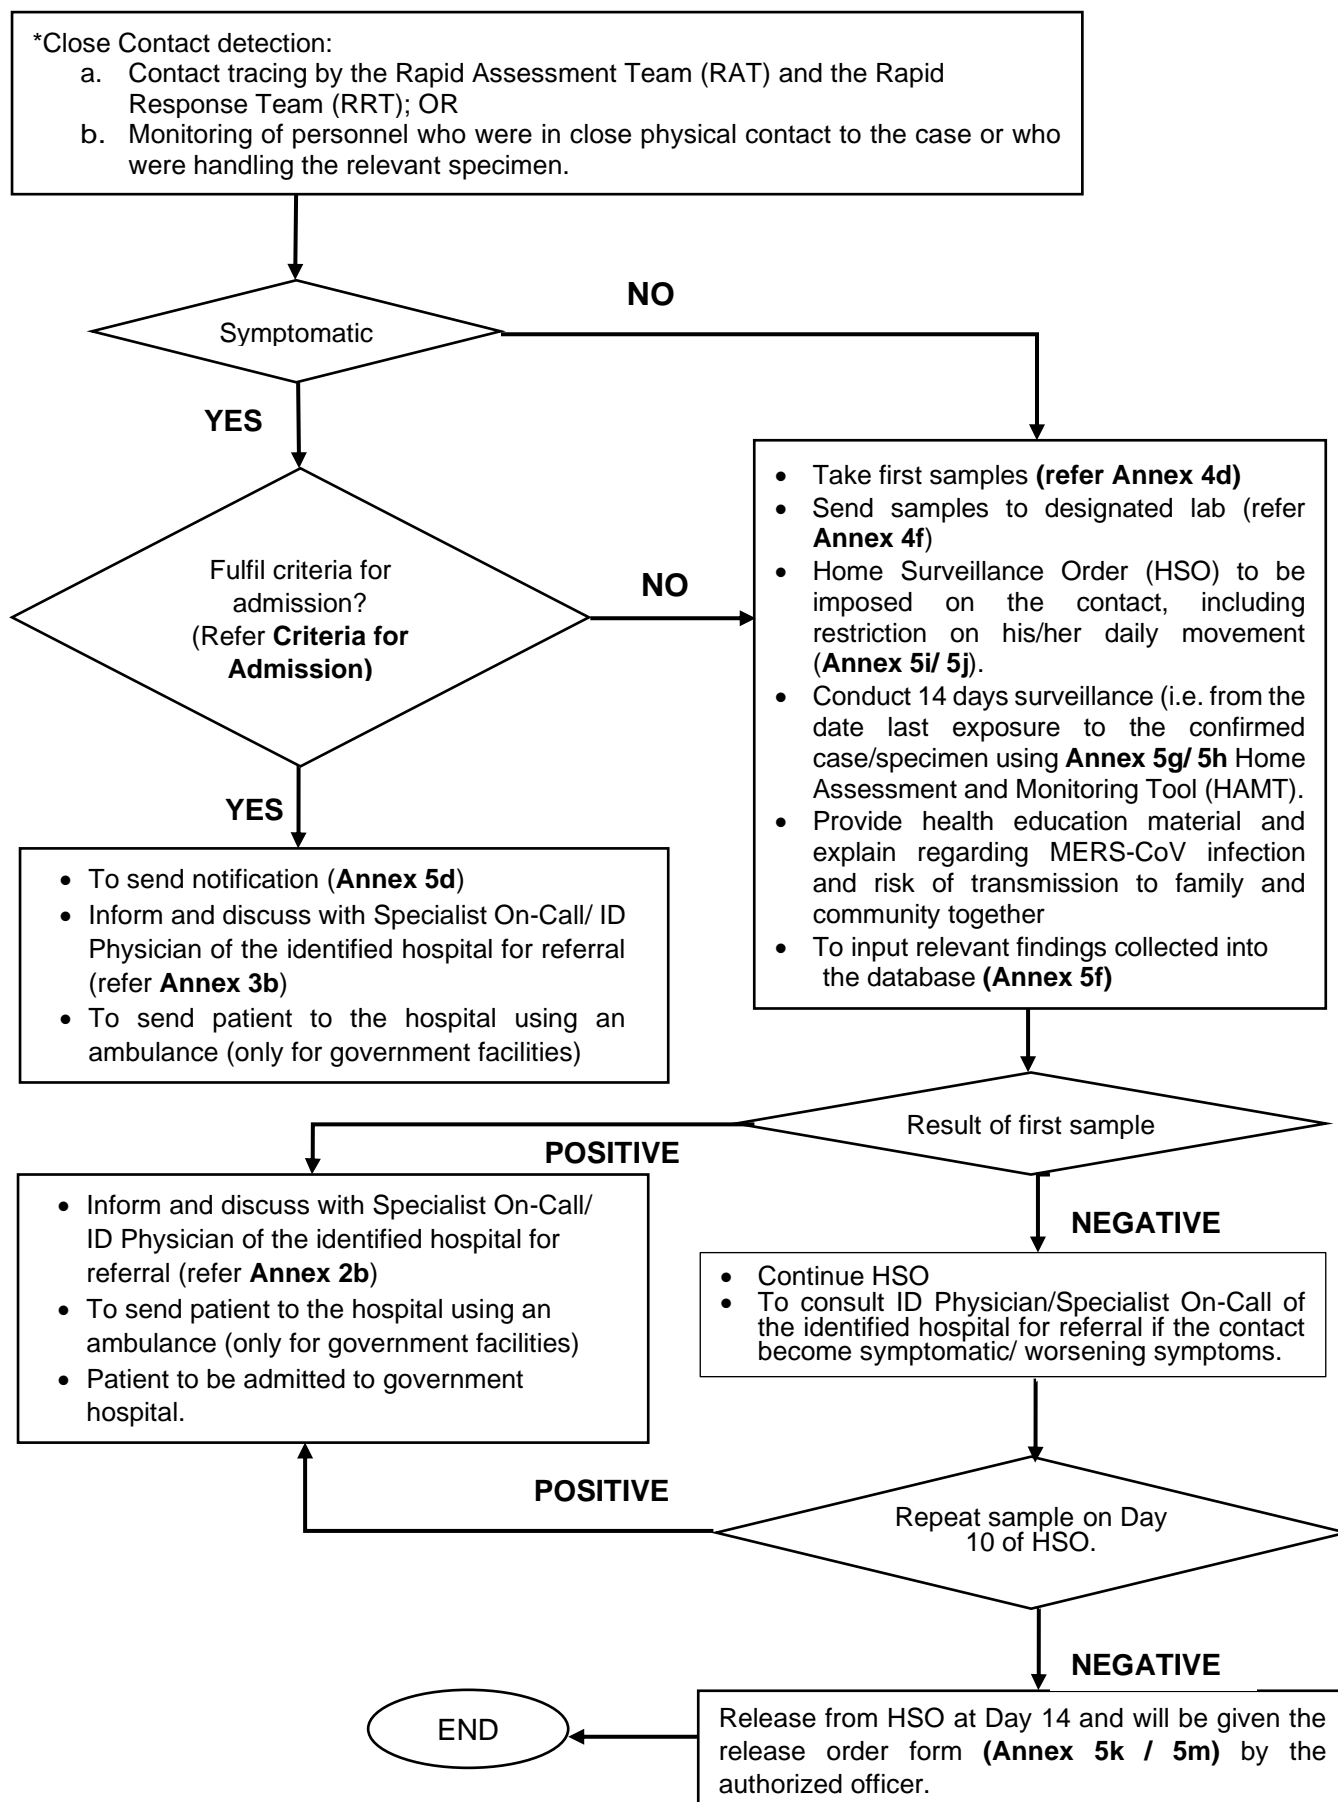 *Close Contact detection:
a. Contact tracing by the Rapid Assessment Team (RAT) and the Rapid
Response Team (RRT); OR
b. Monitoring of personnel who were in close physical contact to the case or who
were handling the relevant specimen.
NO
Symptomatic
YES
Fulfil criteria for
admission?
(Refer Criteria for
Admission)
NO
• Take first samples (refer Annex 4d)
• Send samples to designated lab (refer
Annex 4f)
• Home Surveillance Order (HSO) to be
imposed on the contact, including
restriction on his/her daily movement
(Annex 5i/ 5j).
• Conduct 14 days surveillance (i.e. from the
date last exposure to the confirmed
case/specimen using Annex 5g/ 5h Home
Assessment and Monitoring Tool (HAMT).
• Provide health education material and
explain regarding MERS-CoV infection
and risk of transmission to family and
community together
• To input relevant findings collected into
the database (Annex 5f)
YES
• To send notification (Annex 5d)
• Inform and discuss with Specialist On-Call/ ID
Physician of the identified hospital for referral
(refer Annex 3b)
• To send patient to the hospital using an
ambulance (only for government facilities)
Result of first sample
POSITIVE
• Inform and discuss with Specialist On-Call/
ID Physician of the identified hospital for
referral (refer Annex 2b)
• To send patient to the hospital using an
ambulance (only for government facilities)
• Patient to be admitted to government
hospital.
NEGATIVE
• Continue HSO
• To consult ID Physician/Specialist On-Call of
the identified hospital for referral if the contact
become symptomatic/ worsening symptoms.
POSITIVE
Repeat sample on Day
10 of HSO.
NEGATIVE
Release from HSO at Day 14 and will be given the
release order form (Annex 5k / 5m) by the
authorized officer.
END